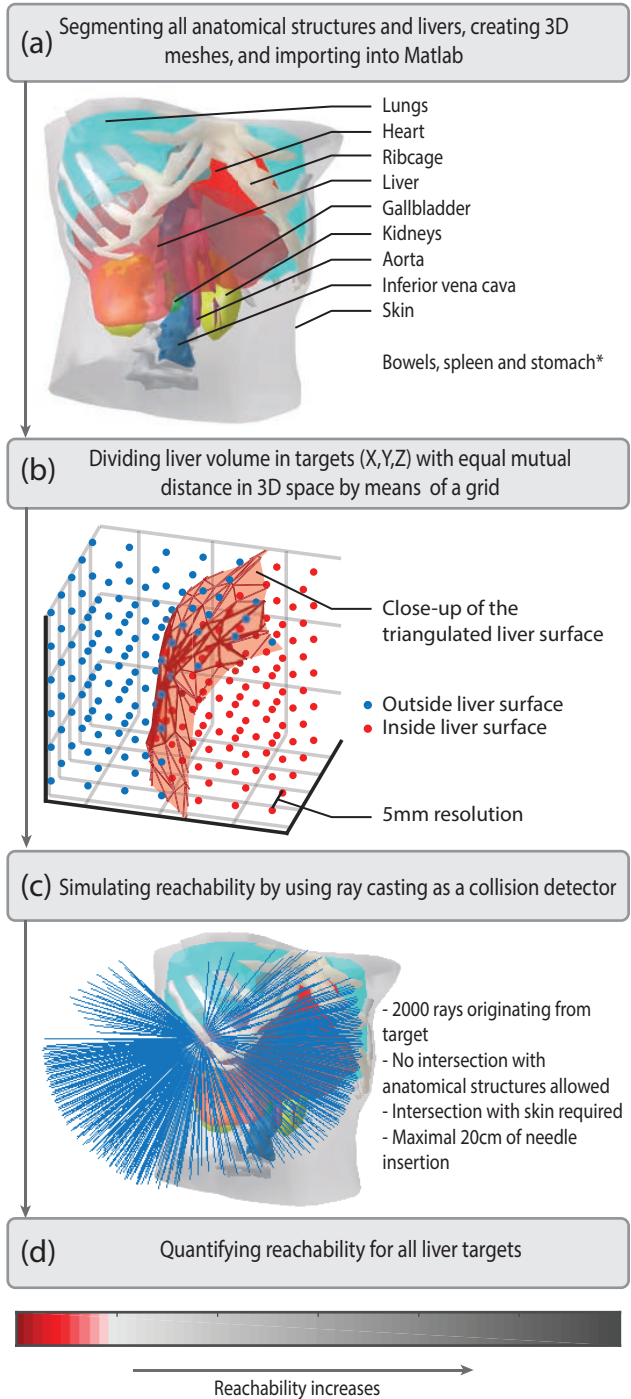 (a) Segmenting all anatomical structures and livers, creating 3D
meshes, and importing into Matlab
Lungs
Heart
Ribcage
Liver
Gallbladder
Kidneys
Aorta
Inferior vena cava
Skin
Bowels, spleen and stomach*
(b) Dividing liver volume in targets (X,Y,Z) with equal mutual
distance in 3D space by means of a grid
Close-up of the
triangulated liver surface
Outside liver surface
Inside liver surface
5mm resolution
(c) Simulating reachability by using ray casting as a collision detector
- 2000 rays originating from
target
- No intersection with
anatomical structures allowed
- Intersection with skin required
- Maximal 20cm of needle
insertion
(d) Quantifying reachability for all liver targets
Reachability increases